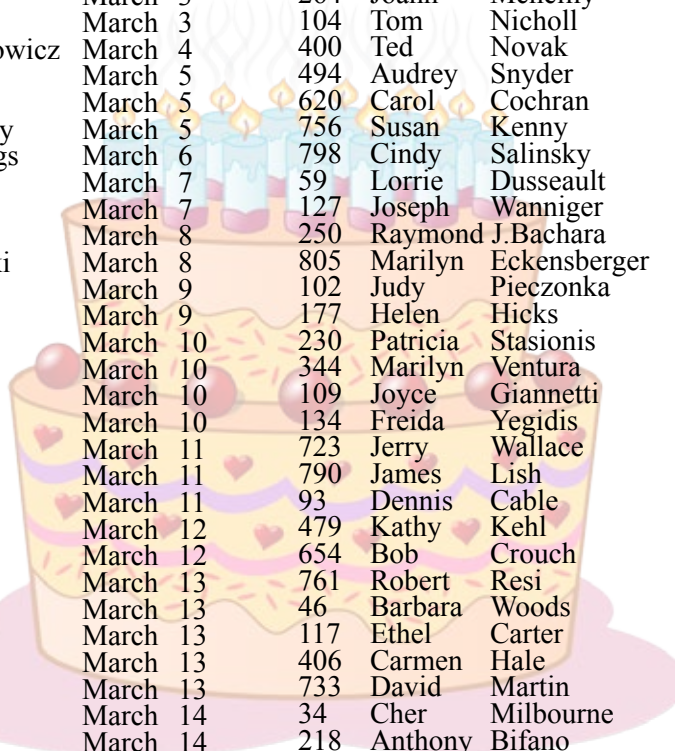 owicz
y
gs
ki
March 3 104 Tom Nicholl
March 4 400 Ted Novak
March 5 494 Audrey Snyder
March 5 620 Carol Cochran
March 5 756 Susan Kenny
March 6 798 Cindy Salinsky
March 7 59 Lorrie Dusseault
March 7 127 Joseph Wanniger
March 8 250 Raymond J.Bachara
March 8 805 Marilyn Eckensberger
March 9 102 Judy Pieczonka
March 9 177 Helen Hicks
March 10 230 Patricia Stasionis
March 10 344 Marilyn Ventura
March 10 109 Joyce Giannetti
March 10 134 Freida Yegidis
March 11 723 Jerry Wallace
March 11 790 James Lish
March 11 93 Dennis Cable
March 12 479 Kathy Kehl
March 12 654 Bob Crouch
March 13 761 Robert Resi
March 13 46 Barbara Woods
March 13 117 Ethel Carter
March 13 406 Carmen Hale
March 13 733 David Martin
March 14 34 Cher Milbourne
March 14 218 Anthony Bifano